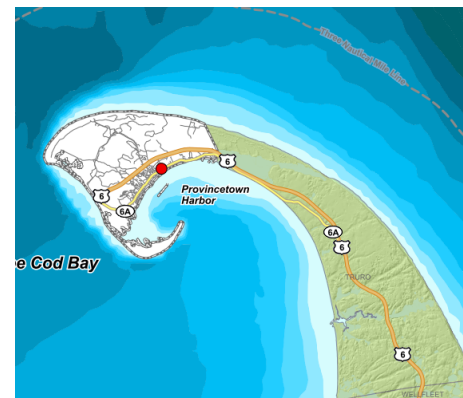 Three Nautical Mile Line
6
Provincetown
Harbor
6
6A
6A
6
e Cod Bay
TRURO
6
WELLFLEET